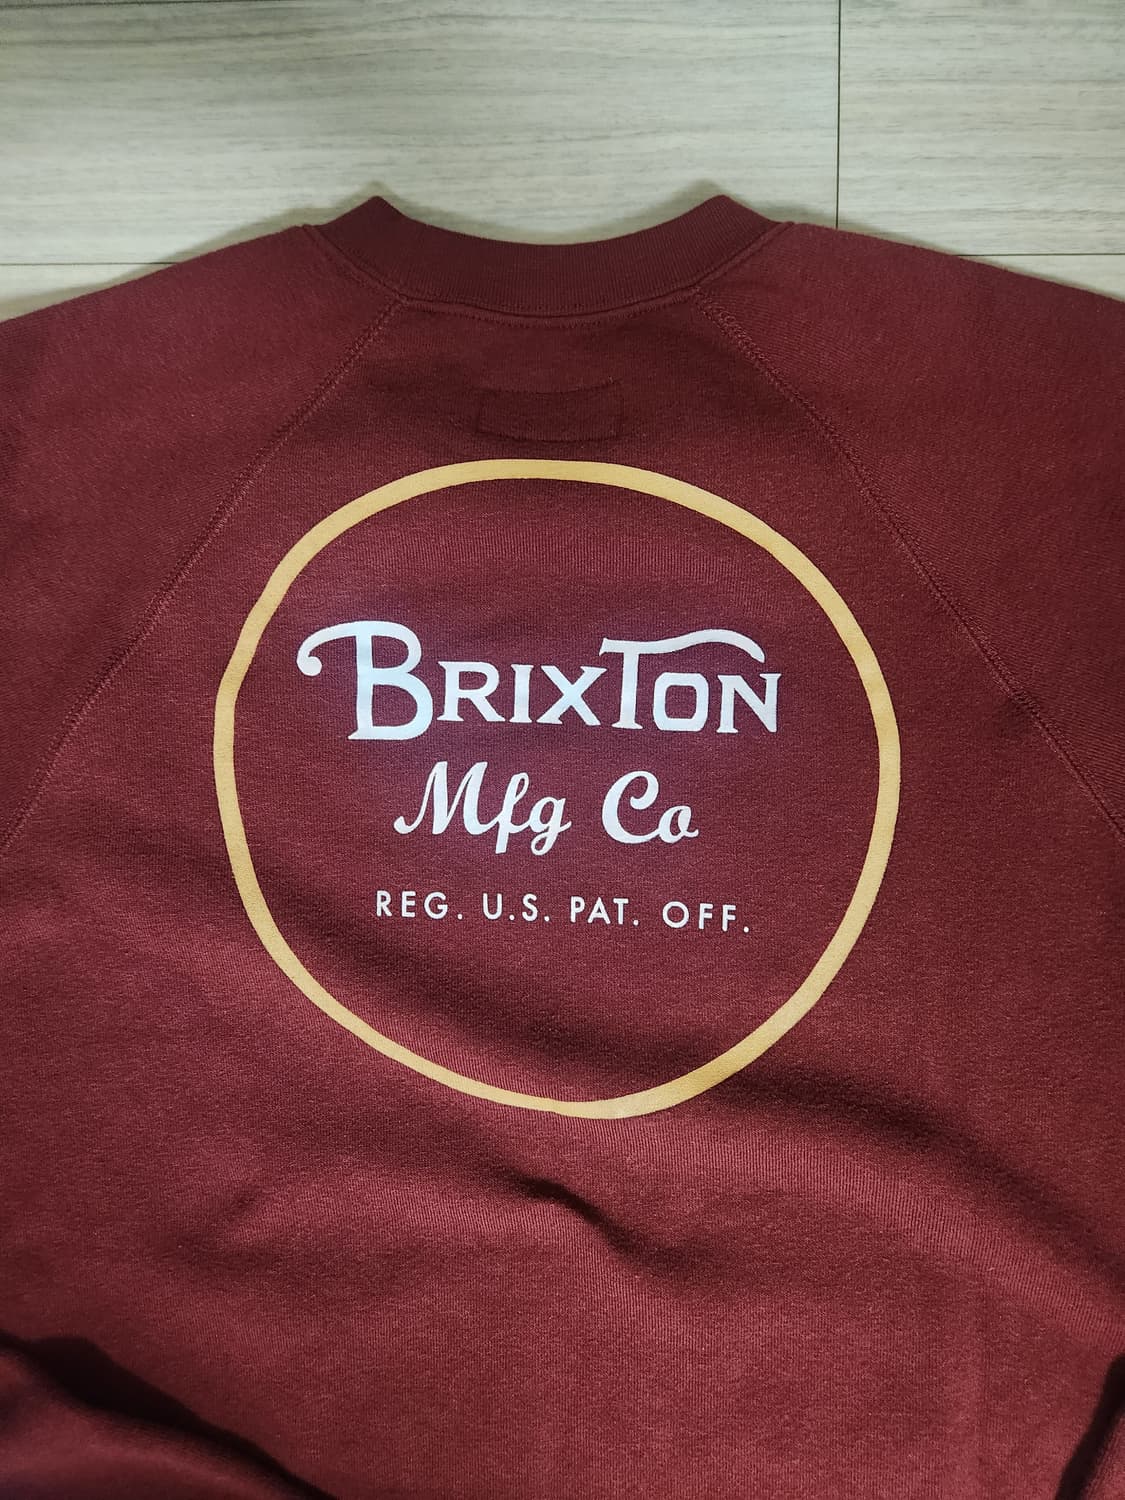 BRIXTON
Mfg Co
REG. U.S. PAT. OFF.